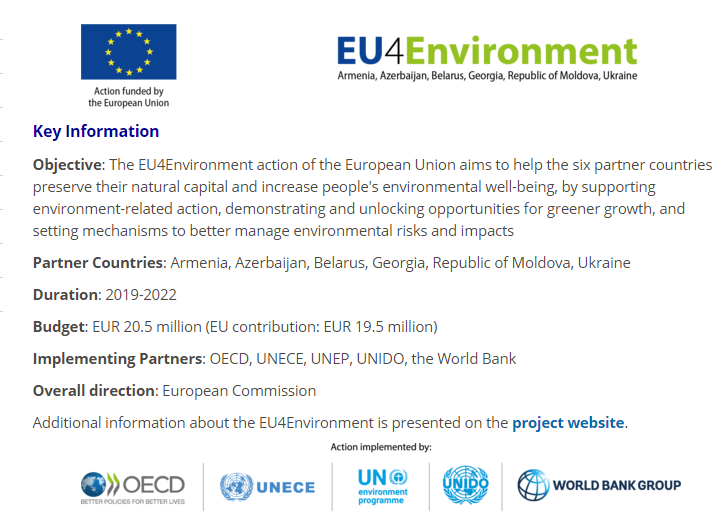 EU4Environment
Armenia, Azerbaijan, Belarus, Georgia, Republic of Moldova, Ukraine
Action funded by
the European Union
Key Information
Objective: The EU4Environment action of the European Union aims to help the six partner countries
preserve their natural capital and increase people's environmental well-being, by supporting
environment-related action, demonstrating and unlocking opportunities for greener growth, and
setting mechanisms to better manage environmental risks and impacts
Partner Countries: Armenia, Azerbaijan, Belarus, Georgia, Republic of Moldova, Ukraine
Duration: 2019-2022
Budget: EUR 20.5 million (EU contribution: EUR 19.5 million)
Implementing Partners: OECD, UNECE, UNEP, UNIDO, the World Bank
Overall direction: European Commission
Additional information about the EU4Environment is presented on the project website.
Action implemented by:
OECD
BETTER POLICIES FOR BETTER LIVES
UNECE
UN
environment
programme
UNIDO
WORLD BANK GROUP